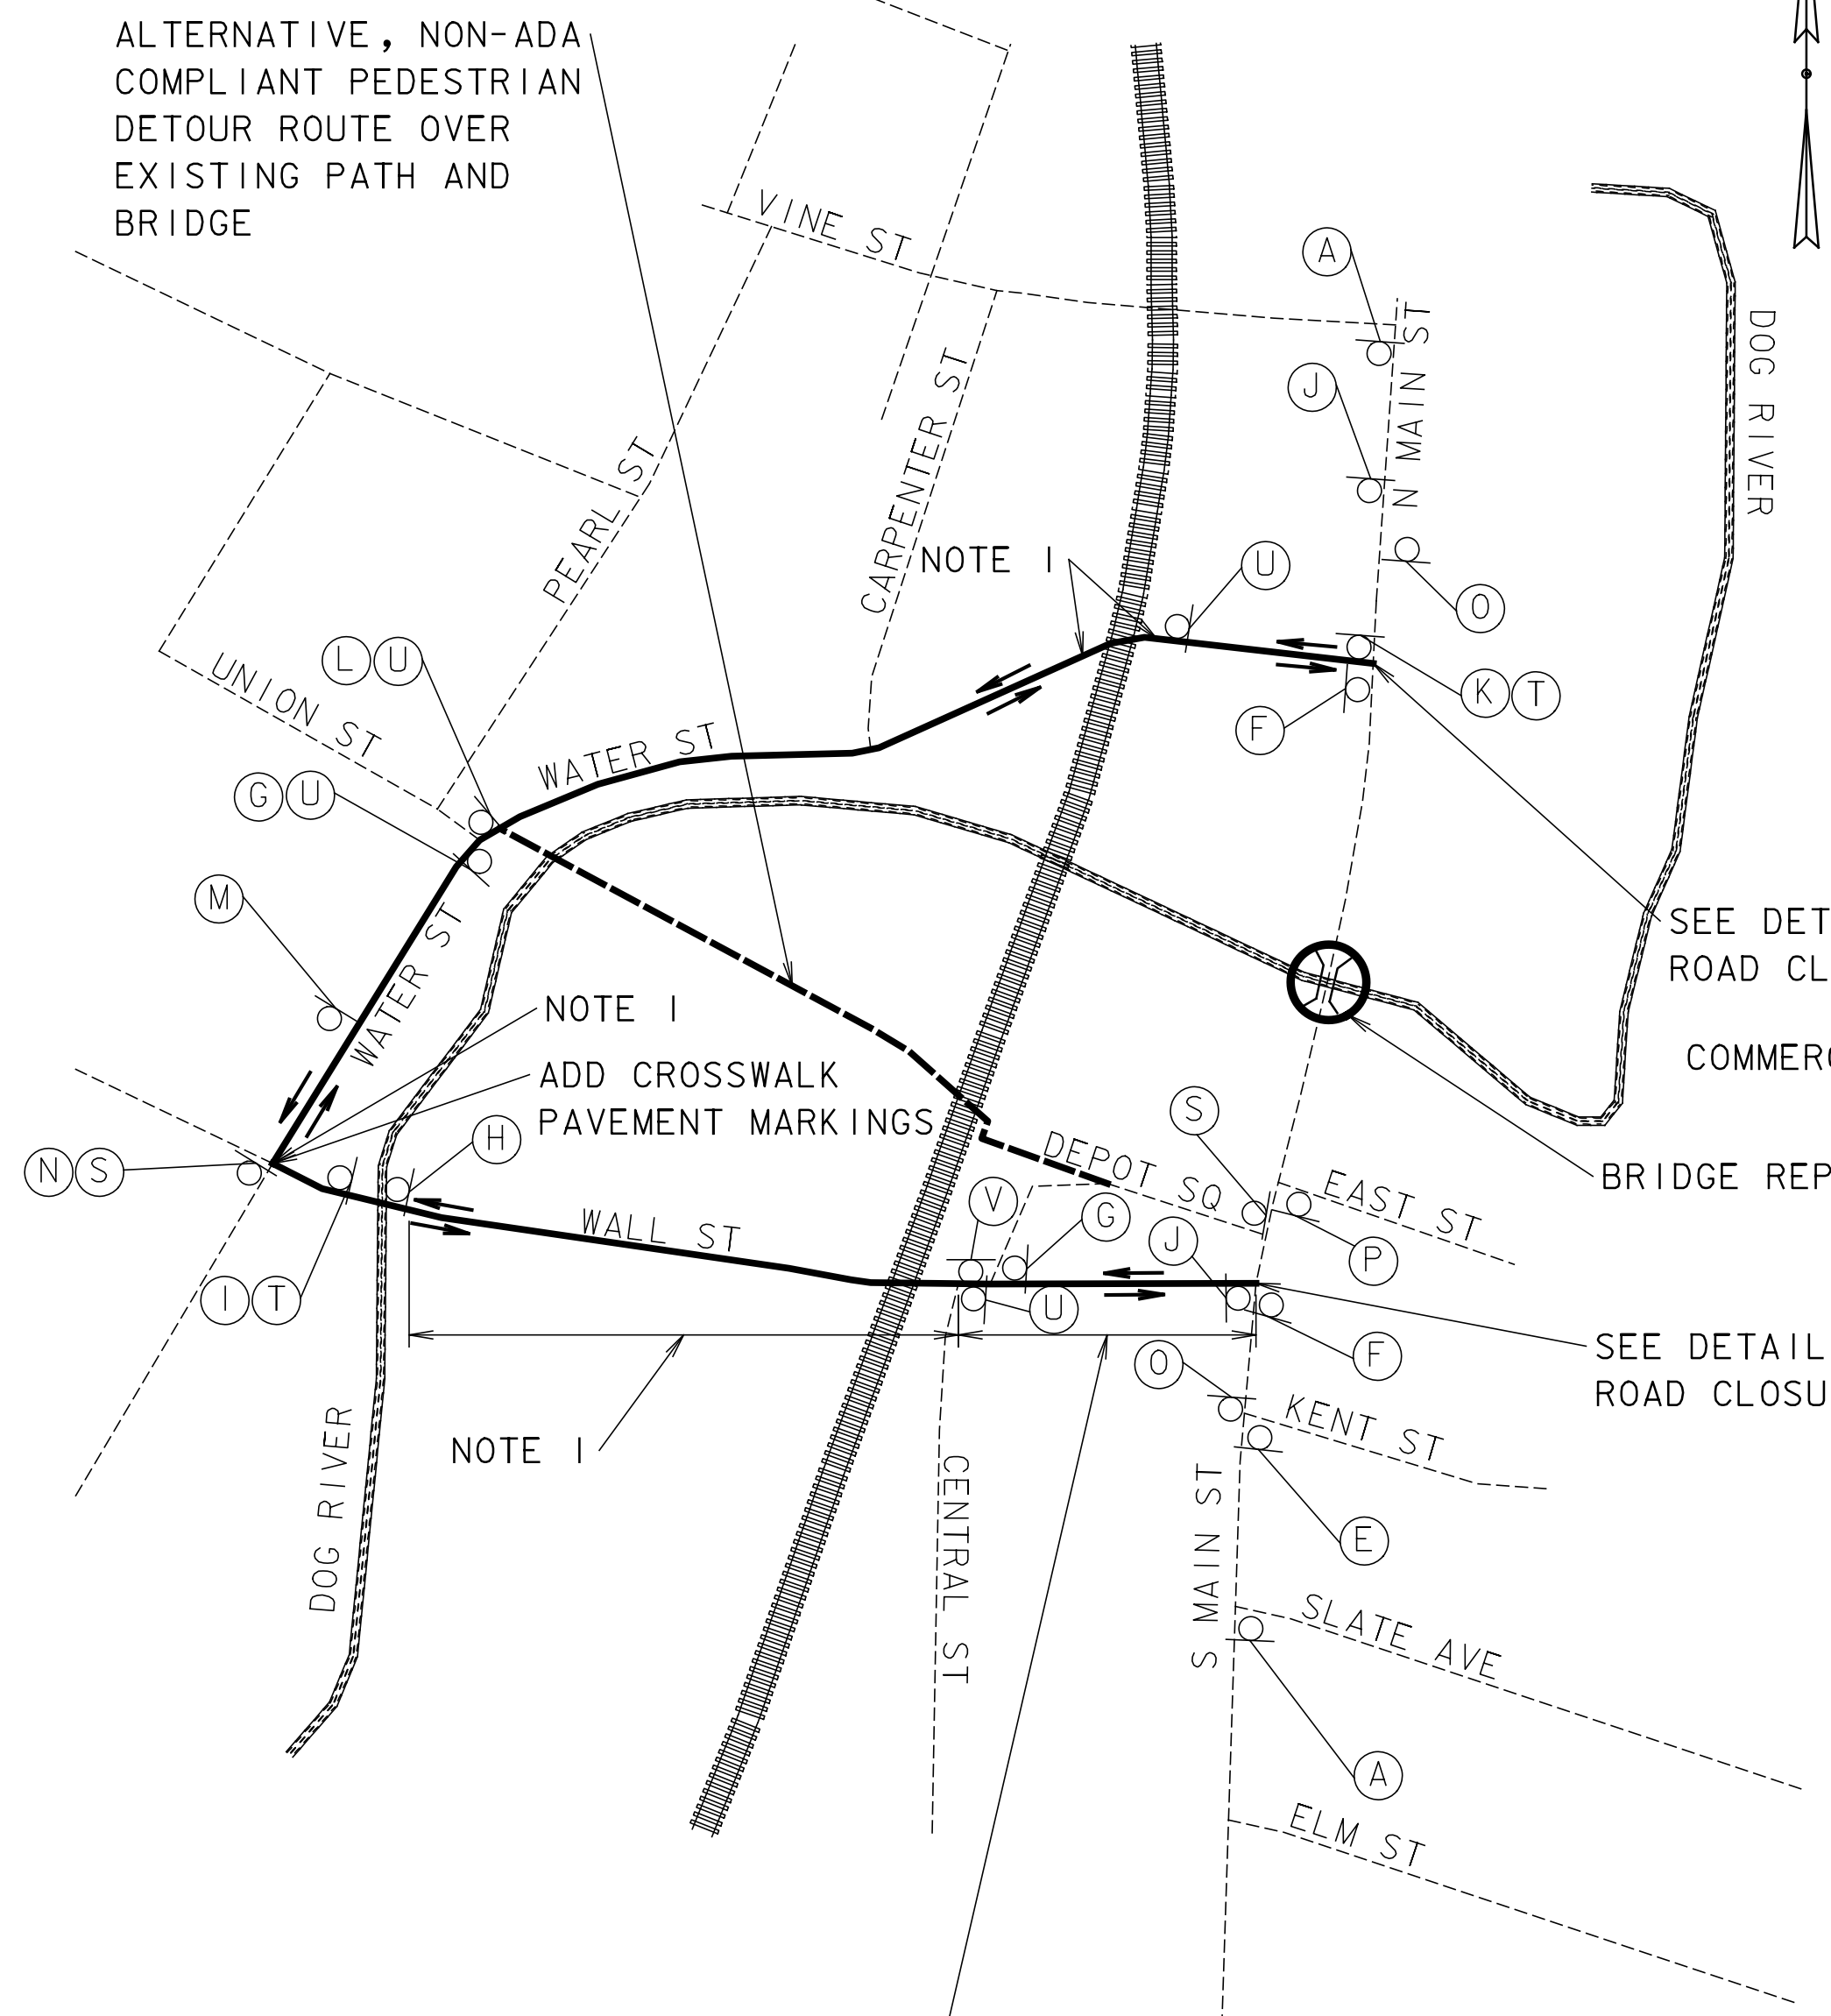 ALTERNATIVE, NON-ADA
COMPLIANT PEDESTRIAN
DETOUR ROUTE OVER
EXISTING PATH AND
BRIDGE
VINE ST
A
N MAIN ST
DOG RIVER
J
CARPENTER ST
PEARL ST
NOTE 1
U
O
L U
UNION ST
K T
F
WATER ST
G U
M
SEE DET
ROAD CL
WATER ST
NOTE 1
COMMERC
ADD CROSSWALK
PAVEMENT MARKINGS
S
H
DEPOT SQ
N S
BRIDGE REP
EAST ST
V
G
WALL ST
J
P
I T
U
SEE DETAIL
ROAD CLOSU
F
O
KENT ST
DOG RIVER
NOTE 1
CENTRAL ST
S MAIN ST
E
SLATE AVE
A
ELM ST